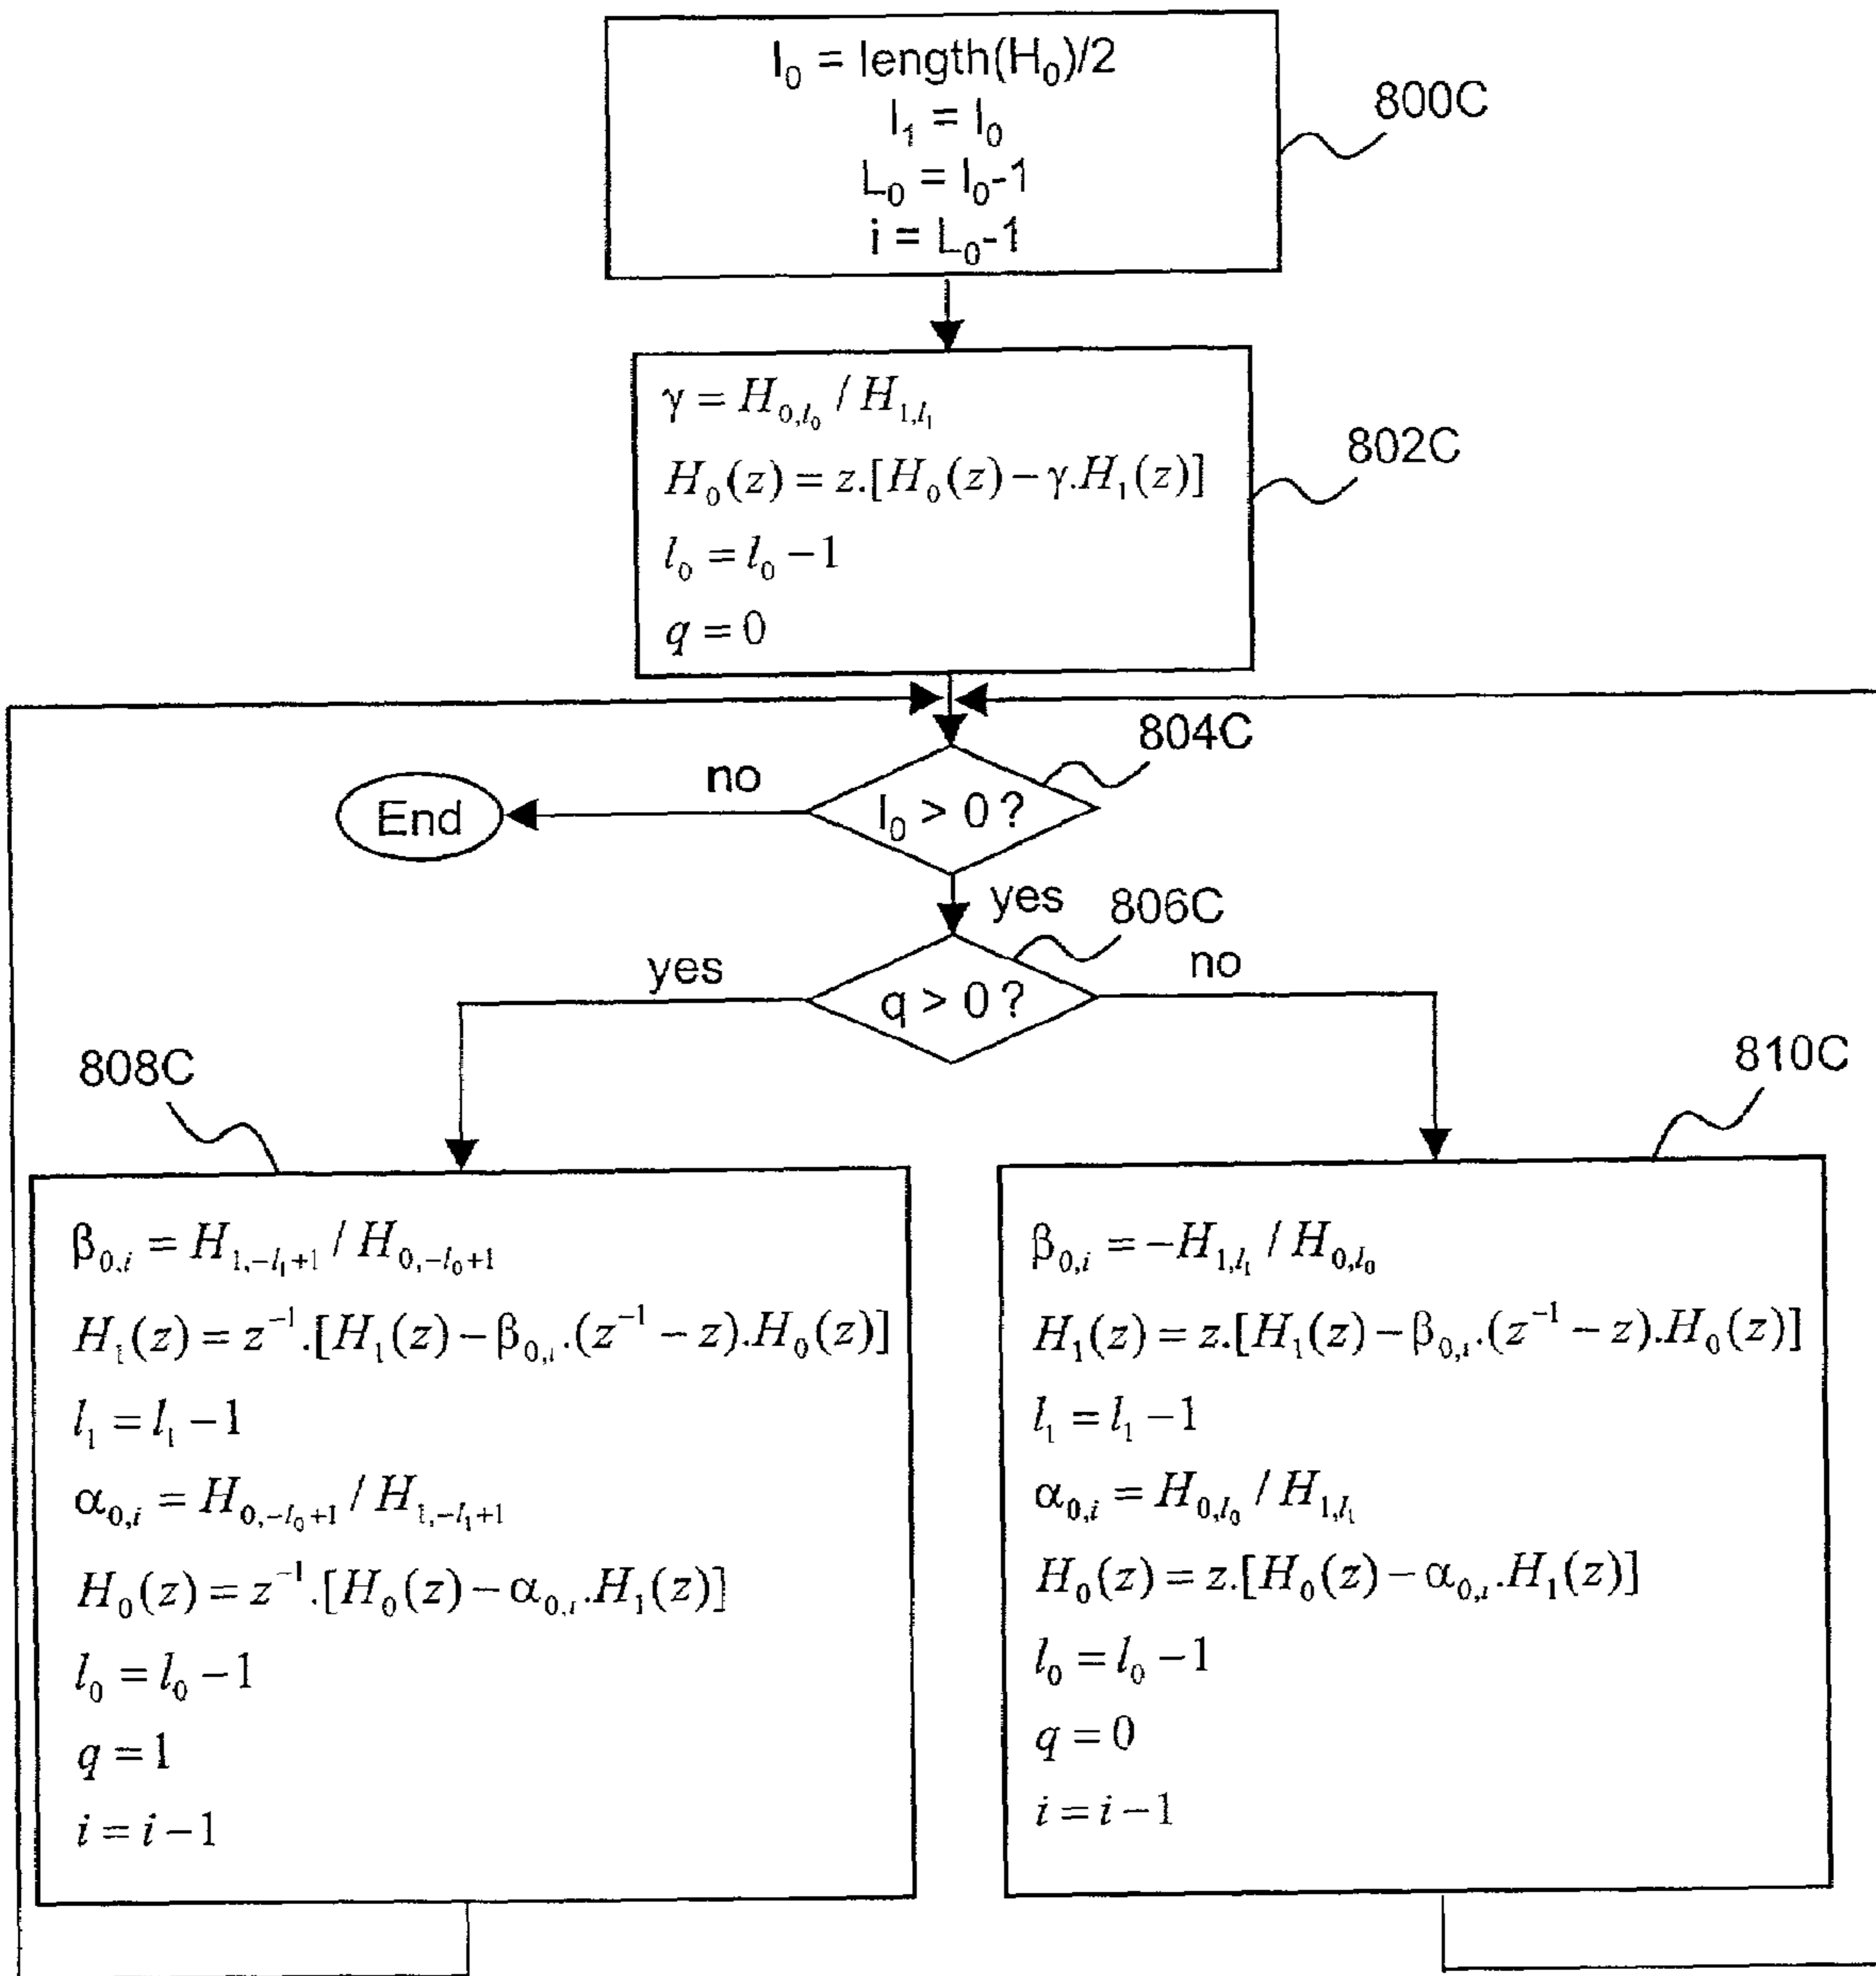 l₀ = length(H₀)/2
l₁ = l₀
L₀ = l₀-1
i = L₀-1
800C
γ = H₀,l₀ / H₁,l₁
H₀(z) = z.[H₀(z) − γ.H₁(z)]
l₀ = l₀ − 1
q = 0
802C
804C
l₀ > 0 ?
no
End
yes
806C
q > 0 ?
yes
no
808C
β₀,ᵢ = H₁,₋l₁₊₁ / H₀,₋l₀₊₁
H₁(z) = z⁻¹.[H₁(z) − β₀,ᵢ.(z⁻¹ − z).H₀(z)]
l₁ = l₁ − 1
α₀,ᵢ = H₀,₋l₀₊₁ / H₁,₋l₁₊₁
H₀(z) = z⁻¹.[H₀(z) − α₀,ᵢ.H₁(z)]
l₀ = l₀ − 1
q = 1
i = i − 1
810C
β₀,ᵢ = −H₁,l₁ / H₀,l₀
H₁(z) = z.[H₁(z) − β₀,ᵢ.(z⁻¹ − z).H₀(z)]
l₁ = l₁ − 1
α₀,ᵢ = H₀,l₀ / H₁,l₁
H₀(z) = z.[H₀(z) − α₀,ᵢ.H₁(z)]
l₀ = l₀ − 1
q = 0
i = i − 1